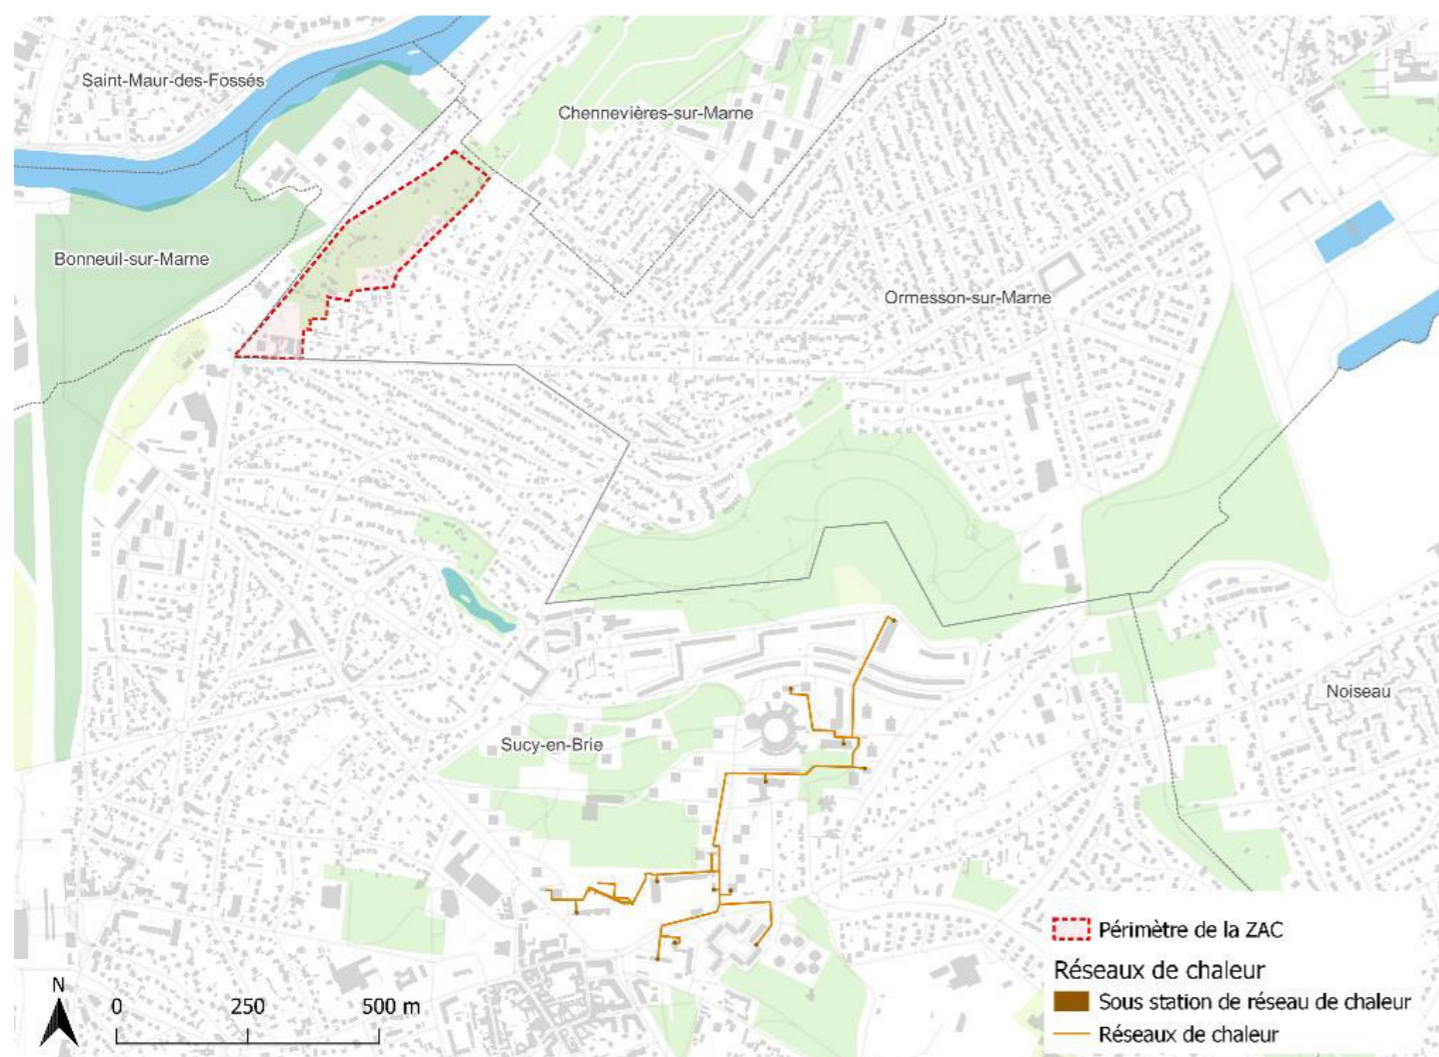 Saint-Maur-des-Fossés
Chennevières-sur-Marne
Bonneuil-sur-Marne
Ormesson-sur-Marne
Noiseau
Sucy-en-Brie
Périmètre de la ZAC
Réseaux de chaleur
Sous station de réseau de chaleur
Réseaux de chaleur
N
0 250 500 m